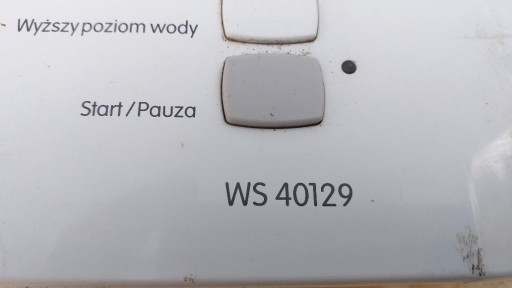 Wyższy poziom wody
Start/Pauza
WS 40129